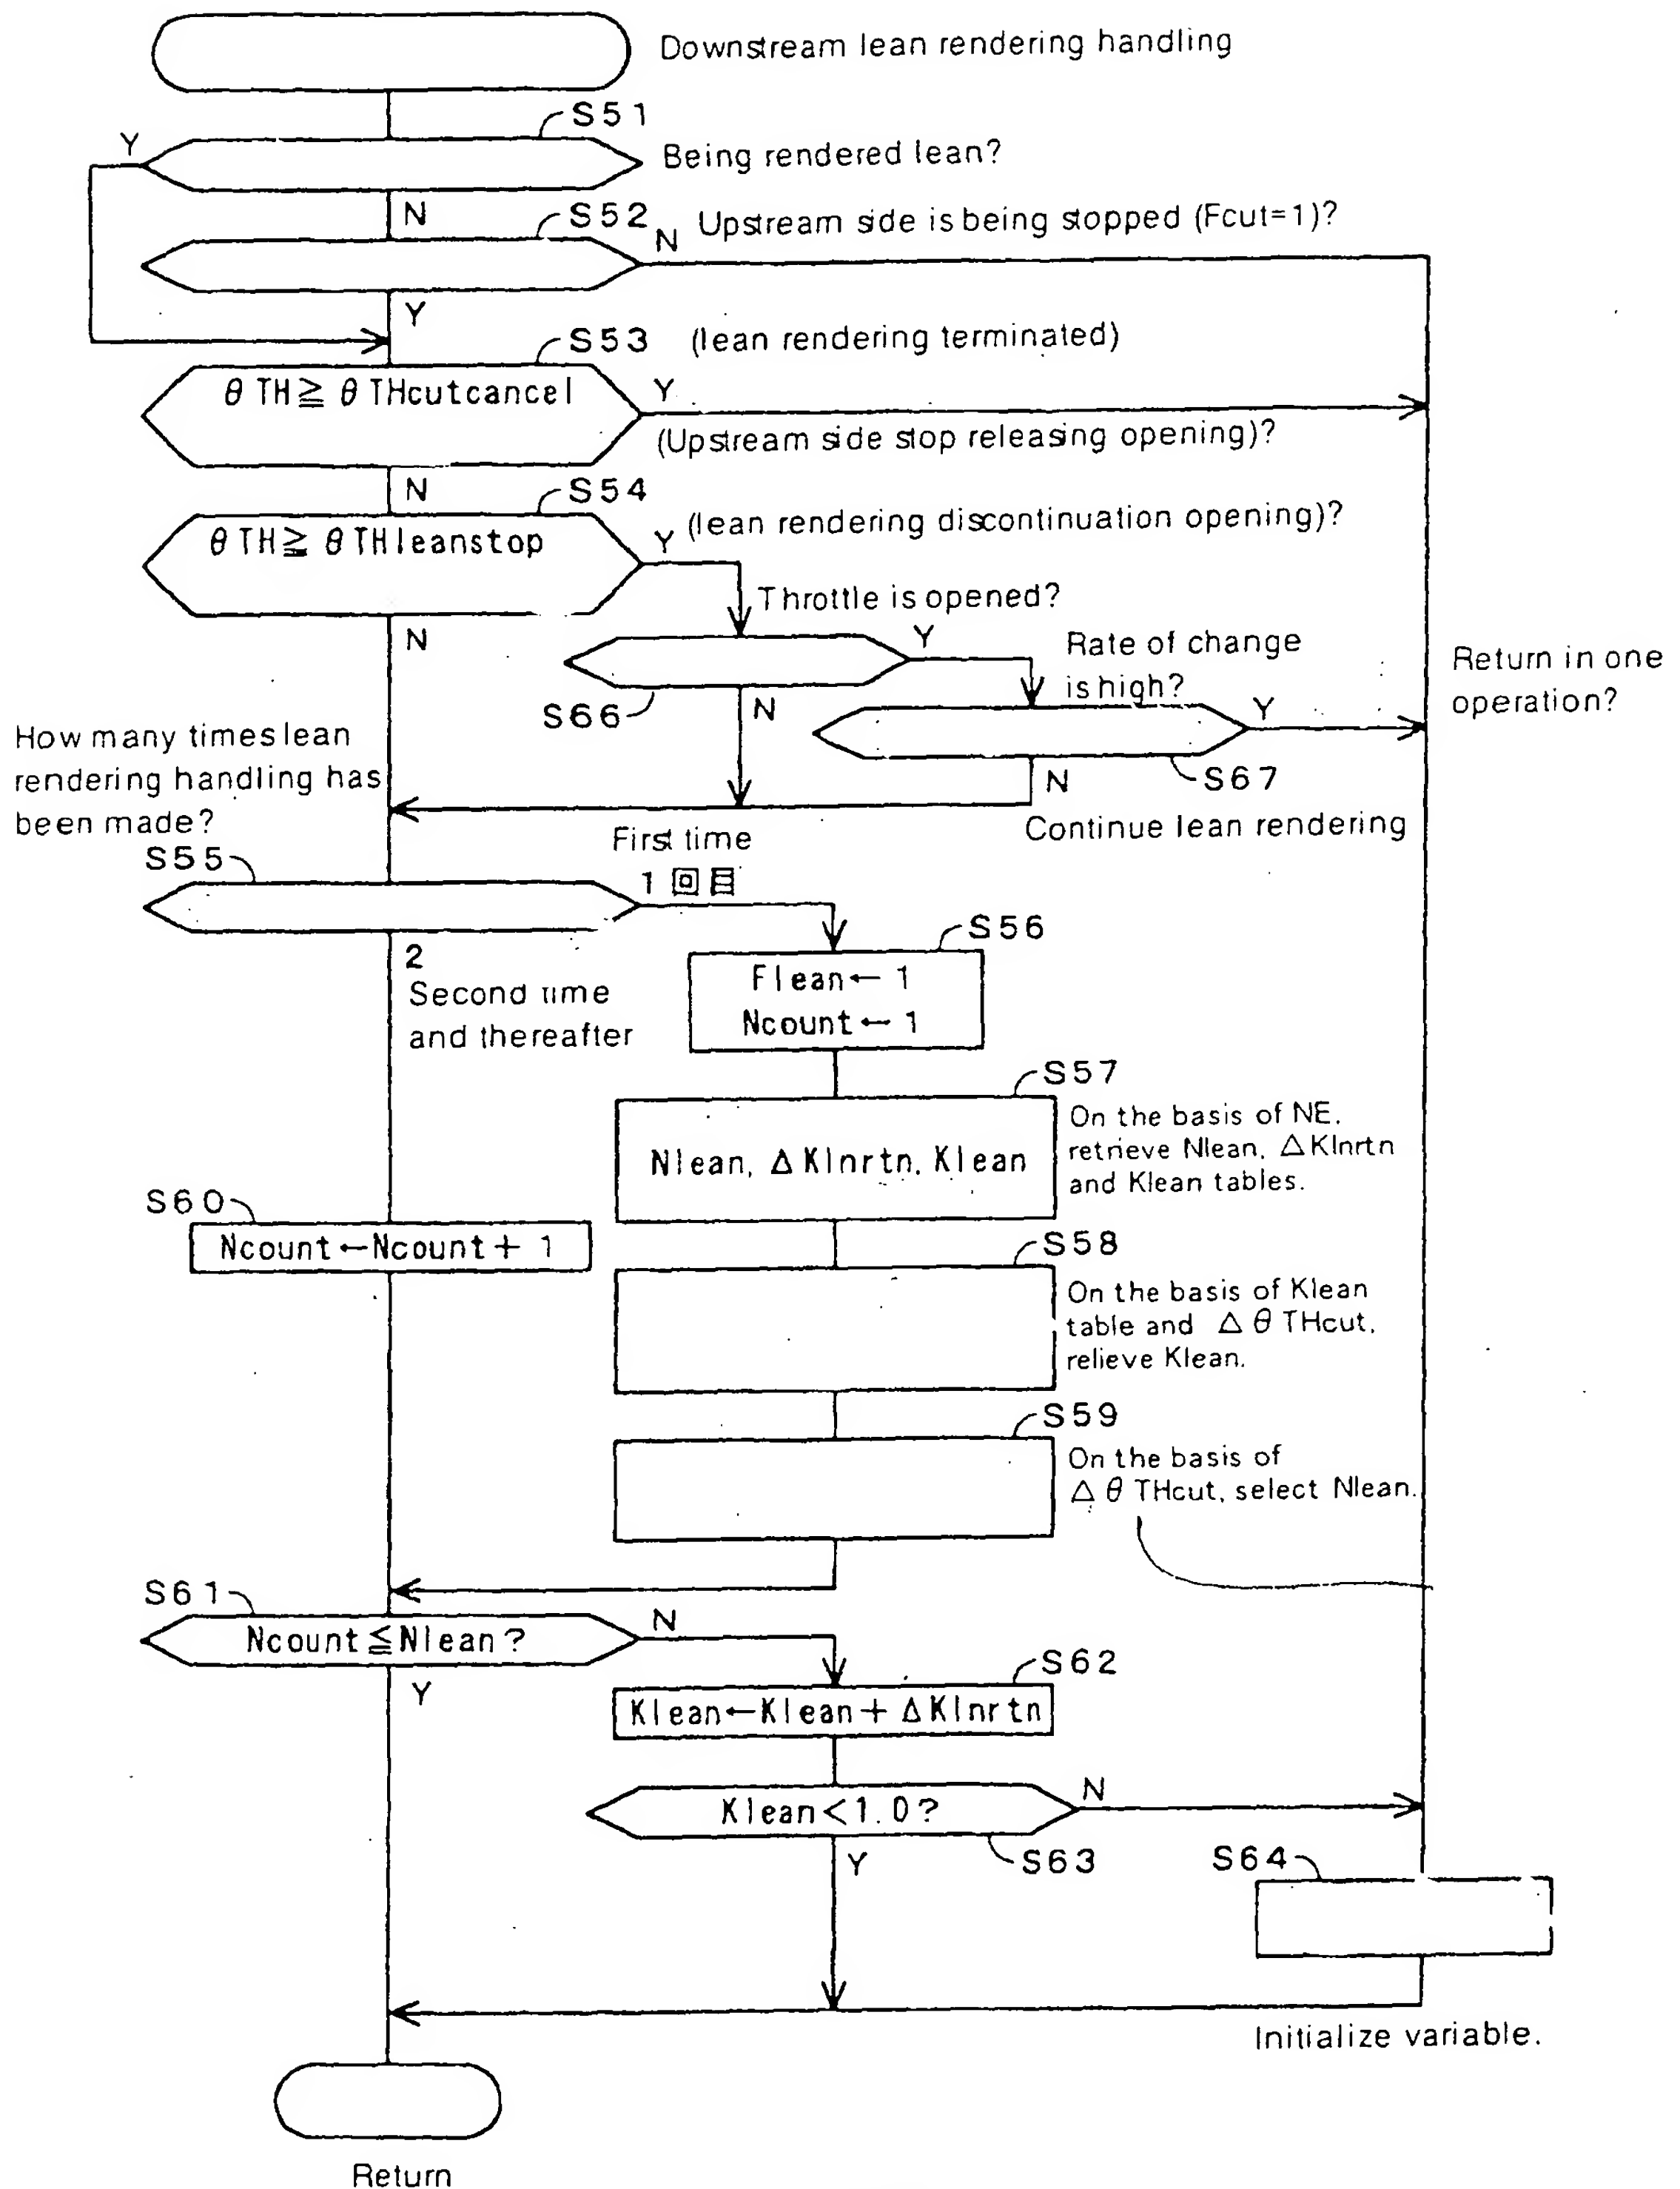 Downstream lean rendering handling
S51
Y
Being rendered lean?
N
S52
N
Upstream side is being stopped (Fcut=1)?
Y
S53
(lean rendering terminated)
θ TH≧ θ THcutcancel
Y
(Upstream side stop releasing opening)?
N
S54
(lean rendering discontinuation opening)?
θ TH≧ θ THleanstop
Y
Throttle is opened?
N
Y
Rate of change
is high?
Return in one
operation?
S66
N
Y
How many times lean
rendering handling has
been made?
S67
N
Continue lean rendering
First time
S55
1 回目
S56
2
Second time
and thereafter
Flean← 1
Ncount← 1
S57
Nlean, ΔKlnrtn, Klean
On the basis of NE,
retrieve Nlean, ΔKlnrtn
and Klean tables.
S60
Ncount←Ncount+ 1
S58
On the basis of Klean
table and Δ θ THcut,
relieve Klean.
S59
On the basis of
Δ θ THcut, select Nlean.
S61
Ncount≦Nlean?
N
Y
S62
Klean←Klean+ ΔKlnrtn
Klean<1.0?
N
Y
S63
S64
Initialize variable.
Return